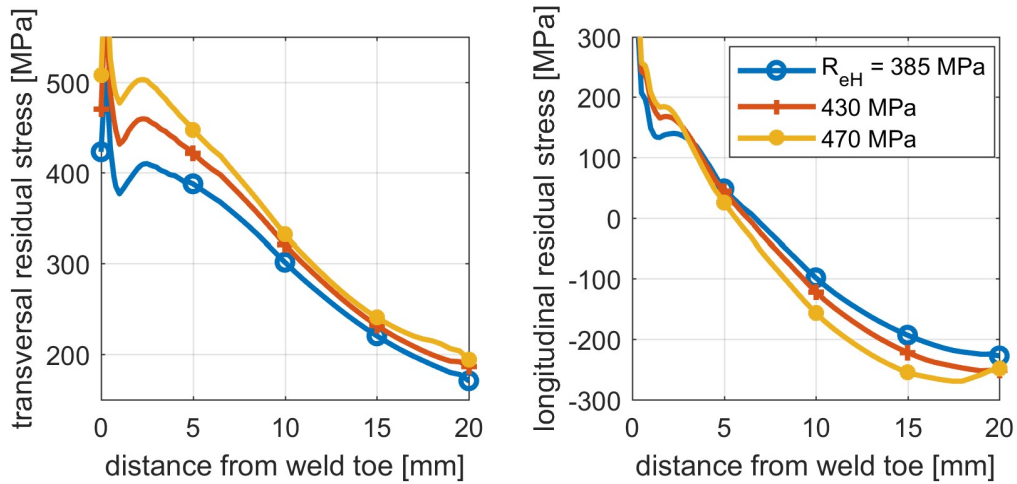 transversal residual stress [MPa]
500
400
300
200
0 5 10 15 20
distance from weld toe [mm]
longitudinal residual stress [MPa]
300
200
100
0
-100
-200
-300
0 5 10 15 20
distance from weld toe [mm]
ReH = 385 MPa
430 MPa
470 MPa